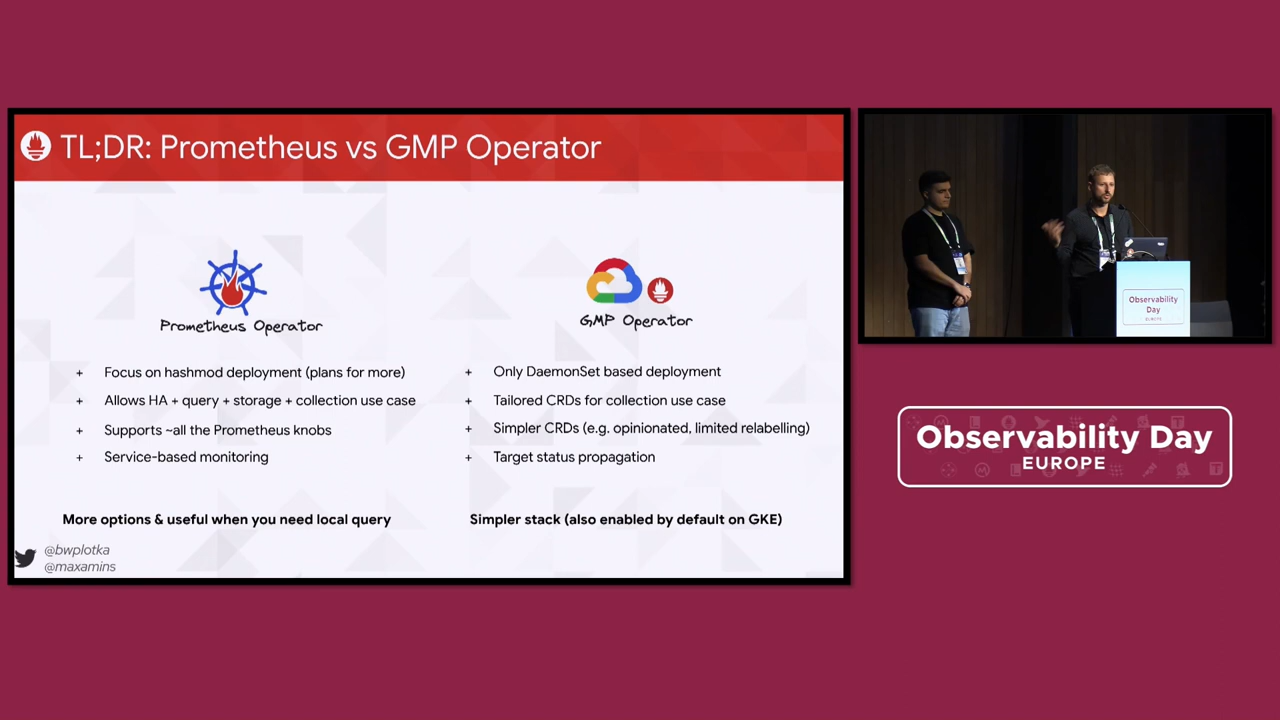 TL;DR: Prometheus vs GMP Operator
Prometheus Operator
+ Focus on hashmod deployment (plans for more)
+ Allows HA + query + storage + collection use case
+ Supports ~all the Prometheus knobs
+ Service-based monitoring
More options & useful when you need local query
GMP Operator
+ Only DaemonSet based deployment
+ Tailored CRDs for collection use case
+ Simpler CRDs (e.g. opinionated, limited relabelling)
+ Target status propagation
Simpler stack (also enabled by default on GKE)
@bwplotka
@maxamins
Observability
Day
EUROPE
Observability Day
EUROPE